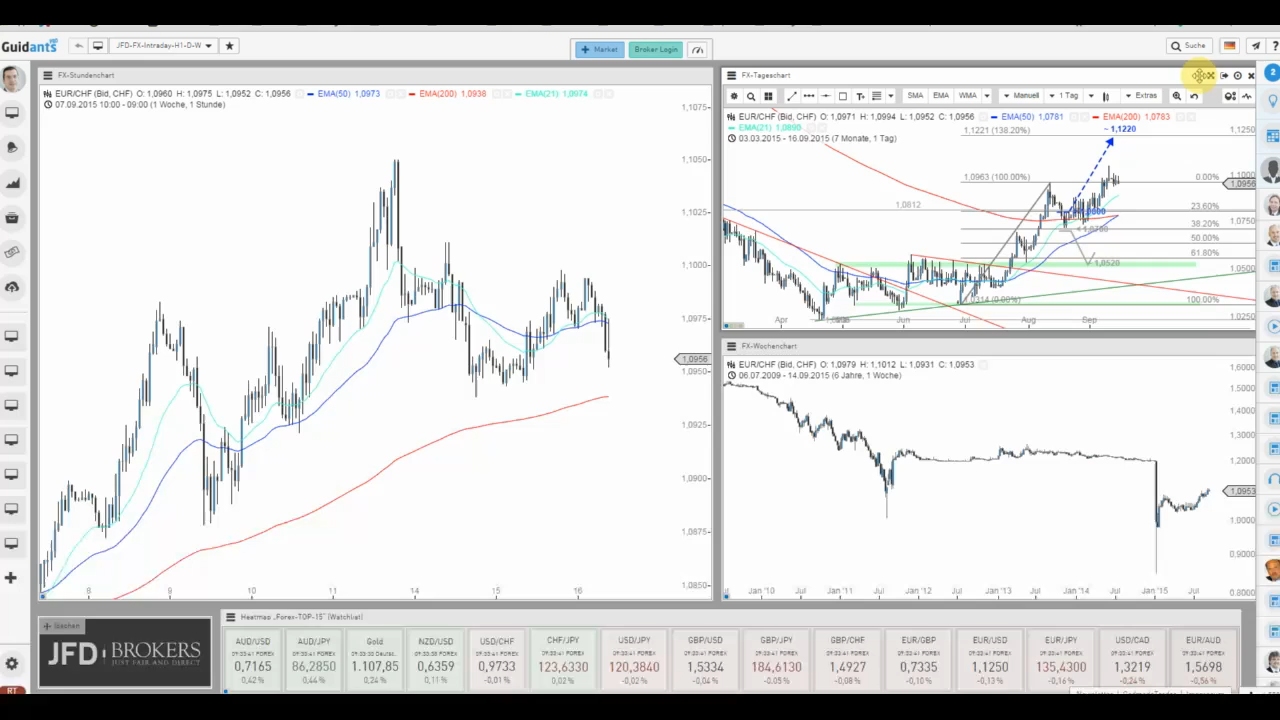 Guidants
JFD-FX-Intraday-H1-D-W
Market
Broker Login
Suche
FX-Stundenchart
EUR/CHF (Bid, CHF) O: 1,0960 H: 1,0975 L: 1,0952 C: 1,0956 EMA(50) 1,0973 EMA(200) 1,0938 EMA(21) 1,0974
07.09.2015 10:00 - 09:00 (1 Woche, 1 Stunde)
1,1075
1,1050
1,1025
1,1000
1,0975
1,0956
1,0950
1,0925
1,0900
1,0875
1,0850
8 9 10 11 14 15 16
FX-Tageschart
SMA EMA WMA Manuell 1 Tag Extras
EUR/CHF (Bid, CHF) O: 1,0971 H: 1,0994 L: 1,0952 C: 1,0956 EMA(50) 1,0781 EMA(200) 1,0783
EMA(21) 1,0890
03.03.2015 - 16.09.2015 (7 Monate, 1 Tag)
1,1221 (138.20%)
~ 1,1220
1,1250
1,0963 (100.00%)
0.00%
1,1000
1,0956
1,0812
23.60%
1,0750
38.20%
50.00%
61.80%
1,0520
1,0500
1,0314 (0.00%)
100.00%
1,0250
Apr Jun Jul Aug Sep
FX-Wochenchart
EUR/CHF (Bid, CHF) O: 1,0979 H: 1,1012 L: 1,0931 C: 1,0953
06.07.2009 - 14.09.2015 (6 Jahre, 1 Woche)
1.6000
1.5000
1.4000
1.3000
1.2000
1,0953
1.0000
0.9000
0.8000
Jan '10 Jul Jan '11 Jul Jan '12 Jul Jan '13 Jul Jan '14 Jul Jan '15 Jul
löschen
JFD BROKERS
JUST FAIR AND DIRECT
Heatmap „Forex-TOP-15" (Watchlist)
AUD/USD AUD/JPY Gold NZD/USD USD/CHF CHF/JPY USD/JPY GBP/USD GBP/JPY GBP/CHF EUR/GBP EUR/USD EUR/JPY USD/CAD EUR/AUD
0,7165 86,2850 1.107,85 0,6359 0,9733 123,6330 120,3840 1,5334 184,6130 1,4927 0,7335 1,1250 135,4300 1,3219 1,5698
0,42% 0,44% 0,24% 0,11% -0,01% 0,02% -0,02% -0,04% -0,05% -0,08% -0,10% -0,13% -0,16% -0,24% -0,56%
RT